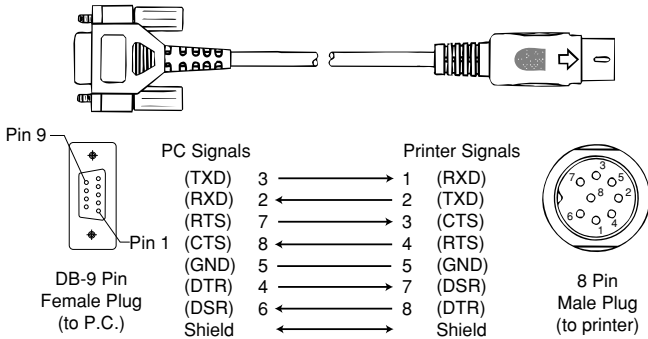 Pin 9
Pin 1
DB-9 Pin
Female Plug
(to P.C.)
PC Signals Printer Signals
(TXD) 3 1 (RXD)
(RXD) 2 2 (TXD)
(RTS) 7 3 (CTS)
(CTS) 8 4 (RTS)
(GND) 5 5 (GND)
(DTR) 4 7 (DSR)
(DSR) 6 8 (DTR)
Shield Shield
3
7 5
8 2
6 4
1
8 Pin
Male Plug
(to printer)